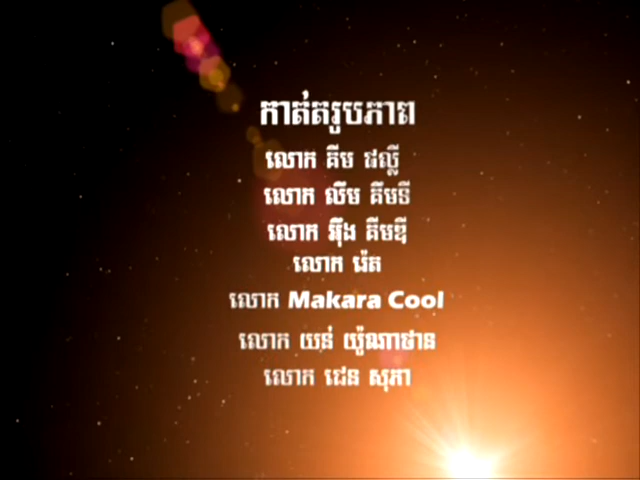 កាត់តរូបភាព
លោក គីម ផល្លី
លោក លឹម គីមទី
លោក អ៊ឹង គីមឌី
លោក រ៉េត
លោក Makara Cool
លោក យន់ យ៉ូណាថាន
លោក ជេន សុភា